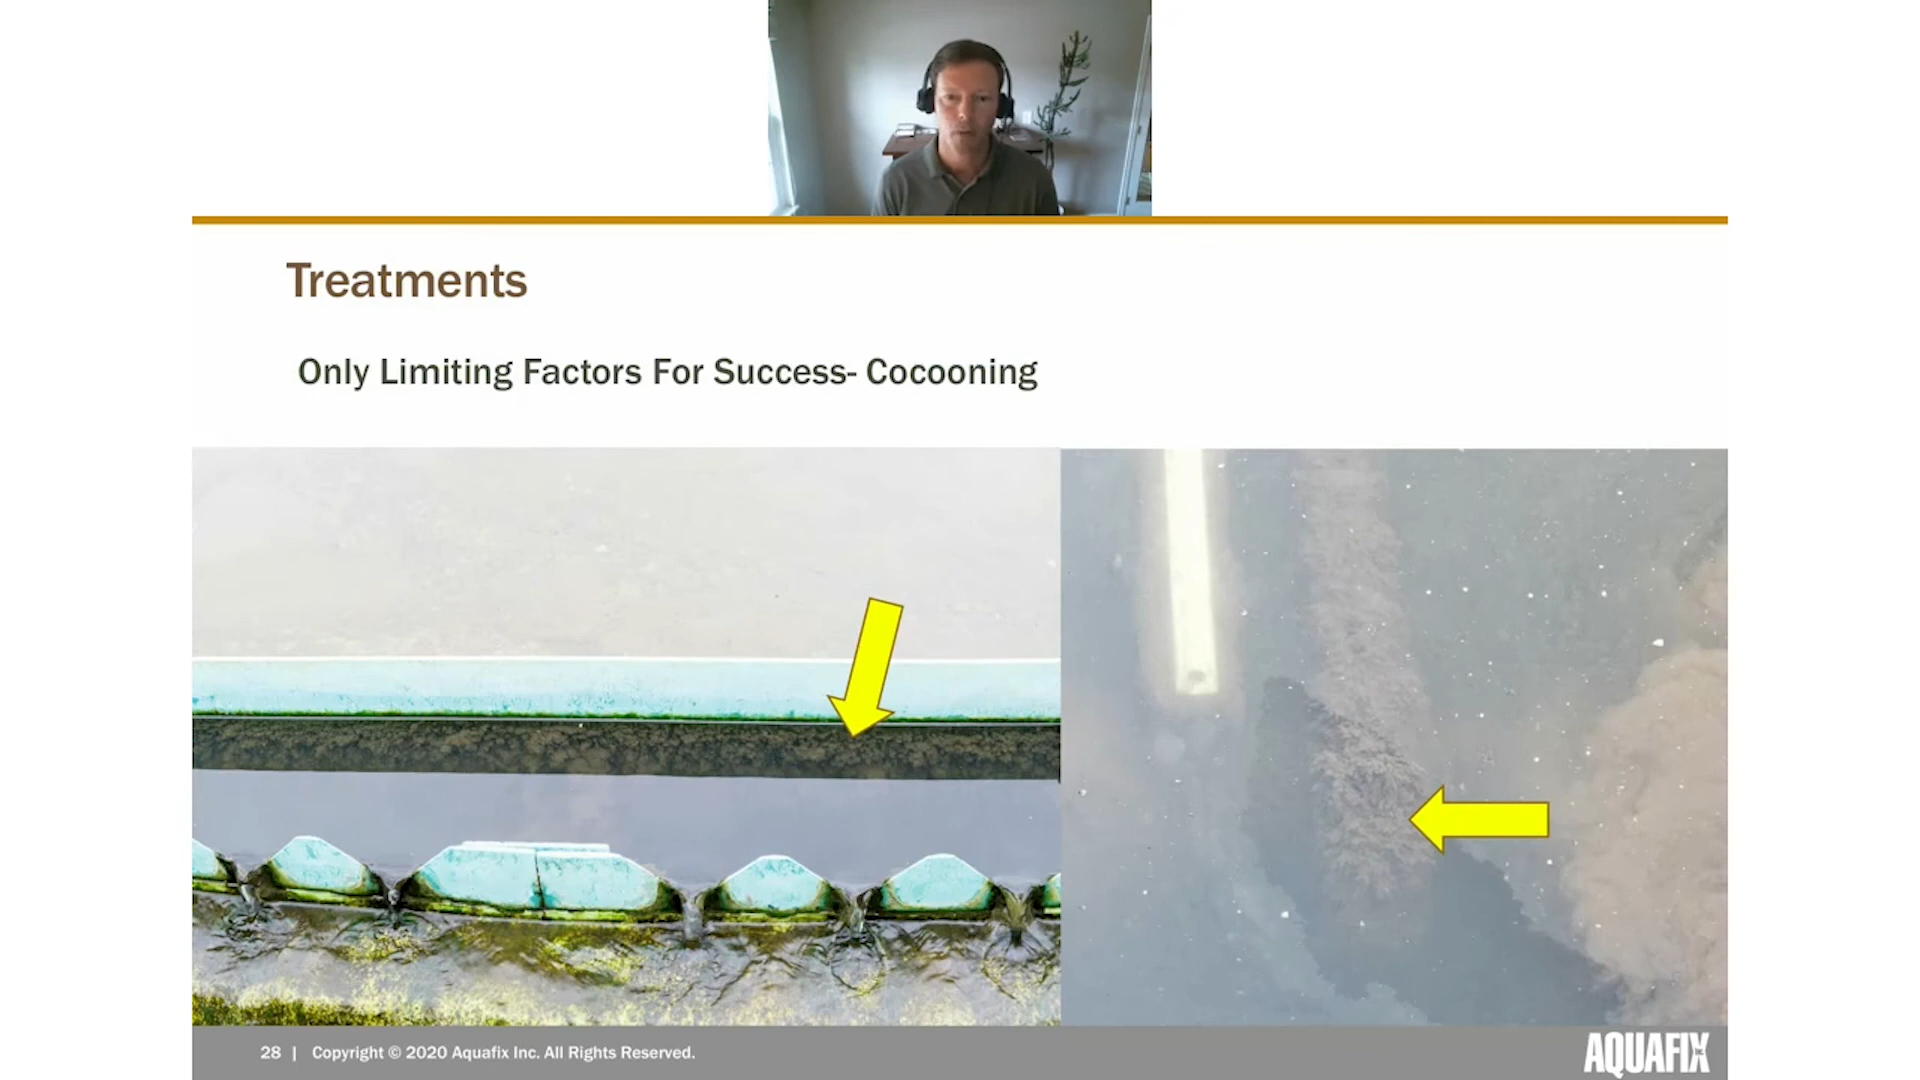 Treatments
Only Limiting Factors For Success- Cocooning
28 | Copyright © 2020 Aquafix Inc. All Rights Reserved.
AQUAFIX